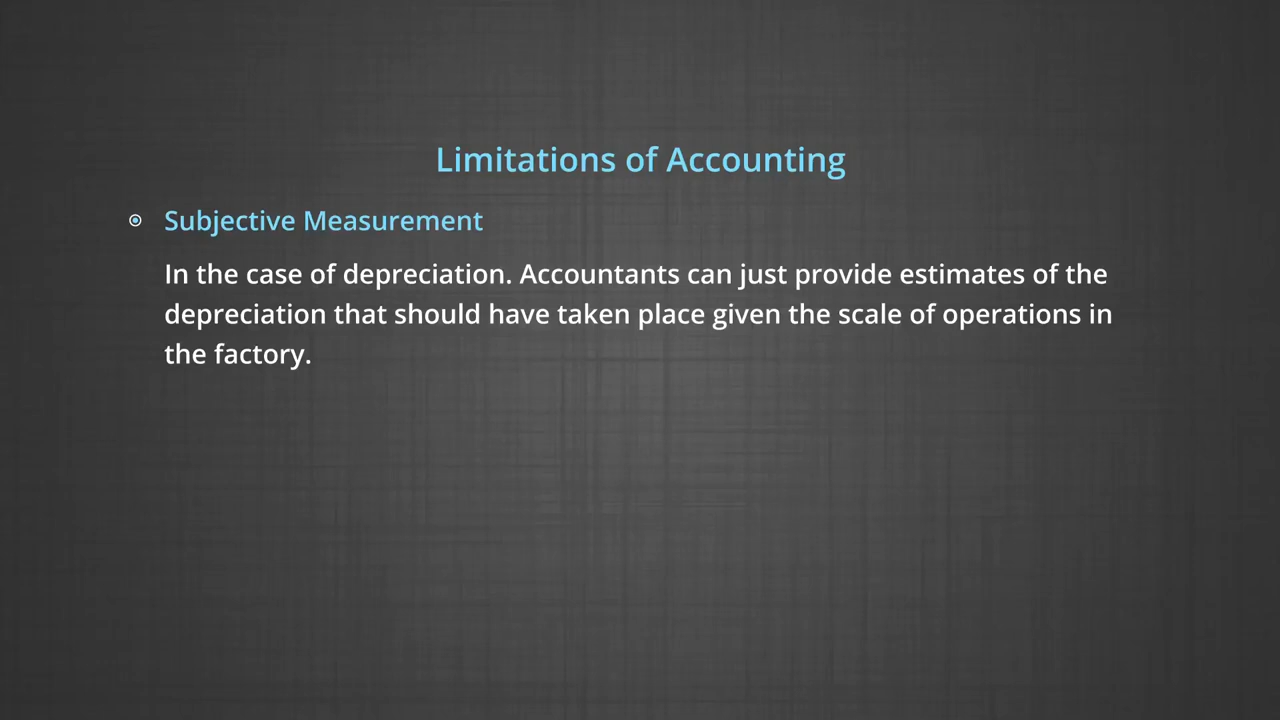 Limitations of Accounting
Subjective Measurement
In the case of depreciation. Accountants can just provide estimates of the
depreciation that should have taken place given the scale of operations in
the factory.